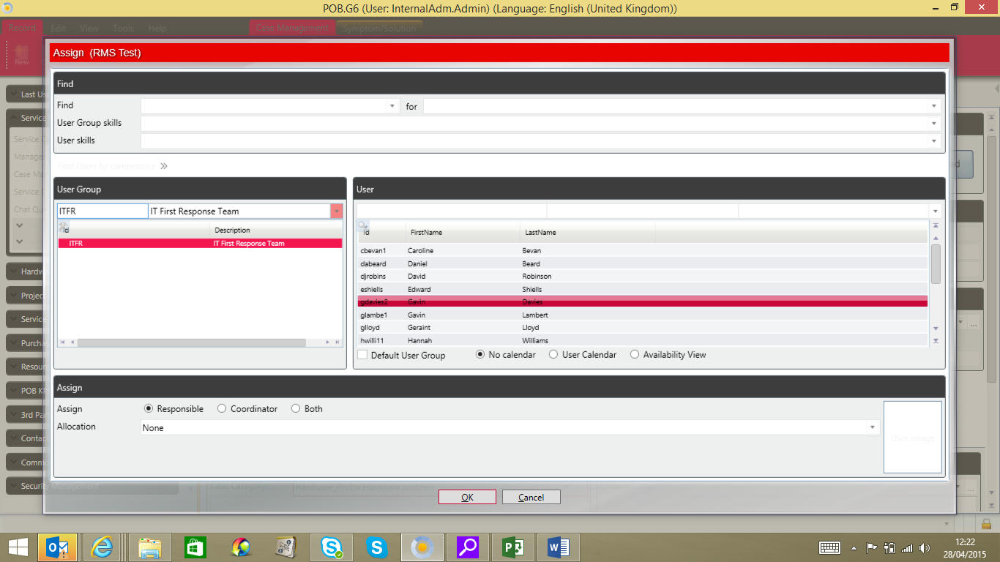 POB.G6 (User: InternalAdm.Admin) (Language: English (United Kingdom))
Record Edit View Tools Help Case Management Symptom/Solution
New
Assign (RMS Test)
Find
Find for
User Group skills
User skills
Find Users by competence
User Group
ITFR IT First Response Team
Id Description
ITFR IT First Response Team
User
Id FirstName LastName
cbevan1 Caroline Bevan
dabeard Daniel Beard
djrobins David Robinson
eshiells Edward Shiells
gdavies2 Gavin Davies
glambe1 Gavin Lambert
glloyd Geraint Lloyd
hwilli11 Hannah Williams
Default User Group No calendar User Calendar Availability View
Assign
Assign Responsible Coordinator Both
Allocation None
User image
OK Cancel
Last Us
Service
Service
Manage
Case Ma
Service
Chat Qu
Hardw
Projec
Servic
Purcha
Resour
POB K
3rd Pa
Contac
Commo
Security Management
Case Category Hardware_Proble Hardware problem
12:22
28/04/2015